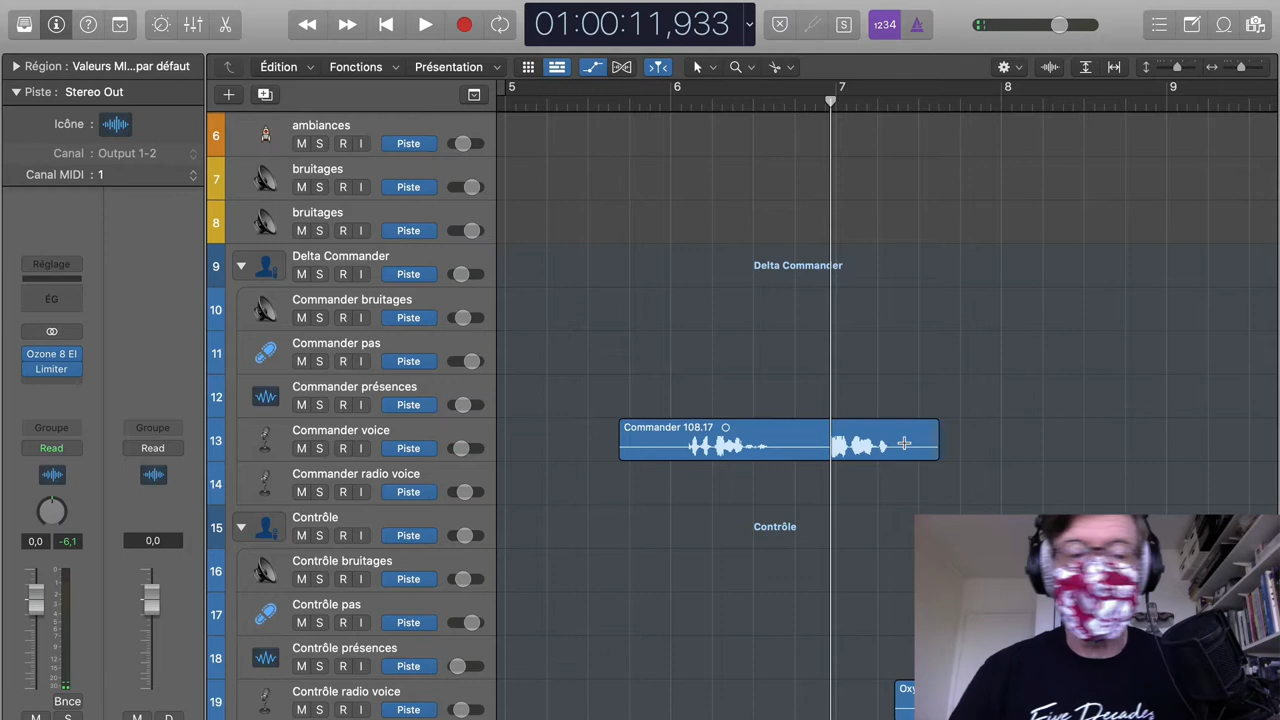 01:00:11,933
1234
Région : Valeurs MI...par défaut
Édition
Fonctions
Présentation
Piste : Stereo Out
5 6 7 8 9
Icône :
Canal : Output 1-2
Canal MIDI : 1
6 ambiances
M S R I Piste
7 bruitages
M S R I Piste
8 bruitages
M S R I Piste
9 Delta Commander
M S R I Piste
Delta Commander
10 Commander bruitages
M S R I Piste
11 Commander pas
M S R I Piste
12 Commander présences
M S R I Piste
13 Commander voice
M S R I Piste
Commander 108.17
14 Commander radio voice
M S R I Piste
15 Contrôle
M S R I Piste
Contrôle
16 Contrôle bruitages
M S R I Piste
17 Contrôle pas
M S R I Piste
18 Contrôle présences
M S R I Piste
19 Contrôle radio voice
M S R I Piste
Oxy
Réglage
ÉG
Ozone 8 El
Limiter
Groupe Groupe
Read Read
0,0 -6,1 0,0
Bnce
M S M D
Five Decades